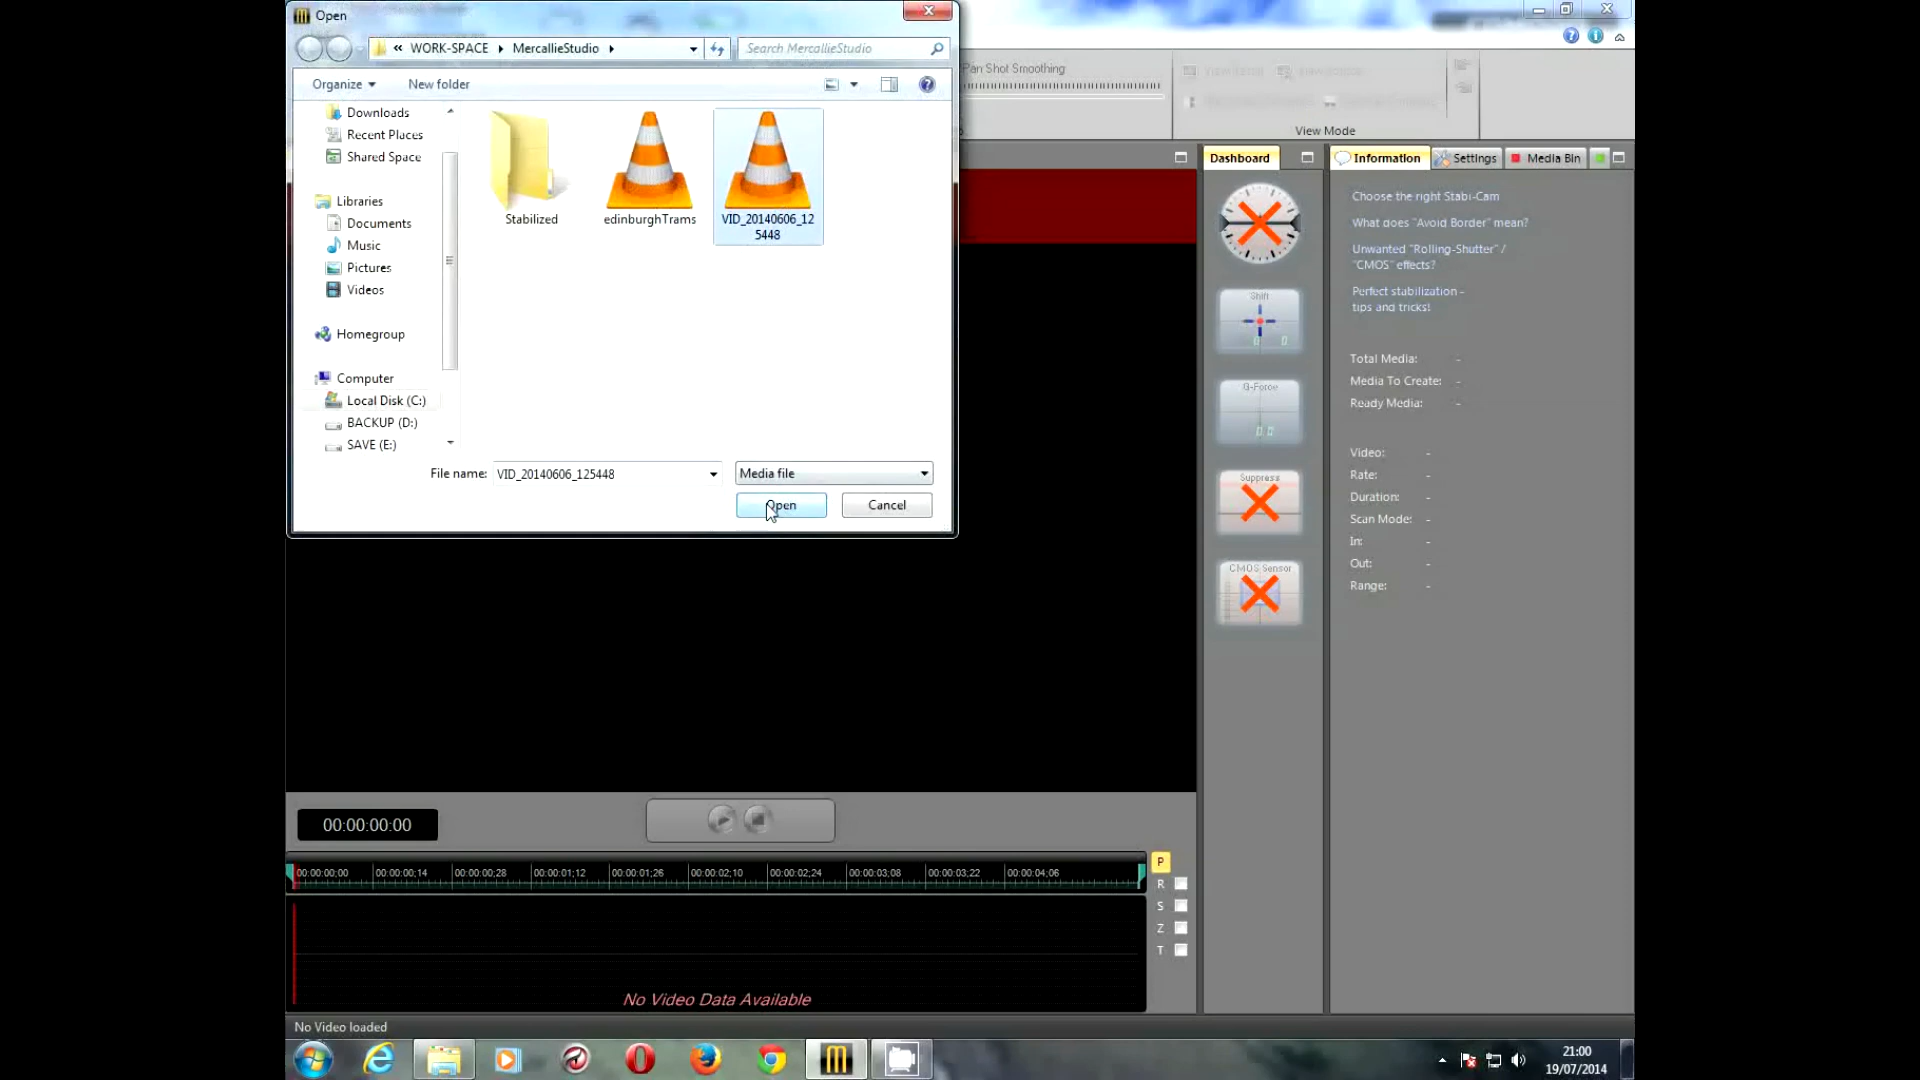 Open
« WORK-SPACE ▸ MercallieStudio ▸
Search MercallieStudio
Organize
New folder
Downloads
Recent Places
Shared Space
Libraries
Documents
Music
Pictures
Videos
Homegroup
Computer
Local Disk (C:)
BACKUP (D:)
SAVE (E:)
Stabilized
edinburghTrams
VID_20140606_12
5448
File name:
VID_20140606_125448
Media file
Open
Cancel
Pan Shot Smoothing
View Mode
Dashboard
Information
Settings
Media Bin
Shift
0 0
G-Force
0.0
Suppress
CMOS Sensor
Choose the right Stabi-Cam
What does "Avoid Border" mean?
Unwanted "Rolling-Shutter" /
"CMOS" effects?
Perfect stabilization -
tips and tricks!
Total Media: -
Media To Create: -
Ready Media: -
Video: -
Rate: -
Duration: -
Scan Mode: -
In: -
Out: -
Range: -
00:00:00:00
00:00:00;00
00:00:00;14
00:00:00;28
00:00:01;12
00:00:01;26
00:00:02;10
00:00:02;24
00:00:03;08
00:00:03;22
00:00:04;06
P
R
S
Z
T
No Video Data Available
No Video loaded
21:00
19/07/2014